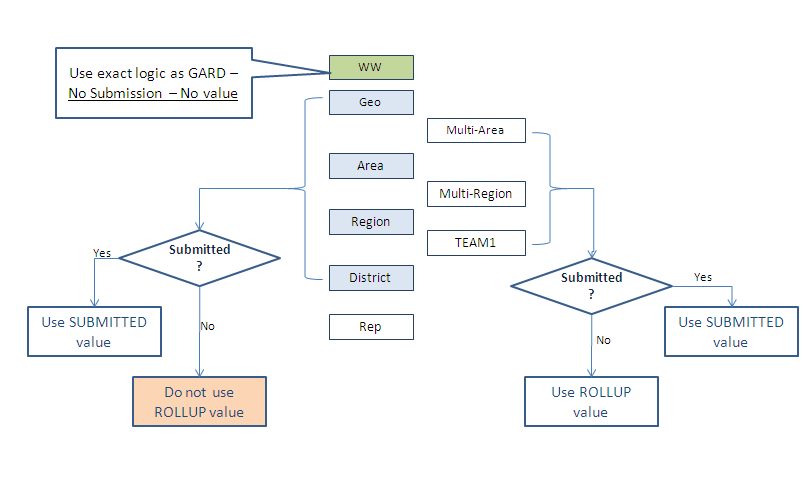 Use exact logic as GARD –
No Submission – No value
WW
Geo
Multi-Area
Area
Multi-Region
Region
TEAM1
District
Rep
Submitted
?
Yes
No
Use SUBMITTED
value
Do not use
ROLLUP value
Submitted
?
Yes
No
Use SUBMITTED
value
Use ROLLUP
value